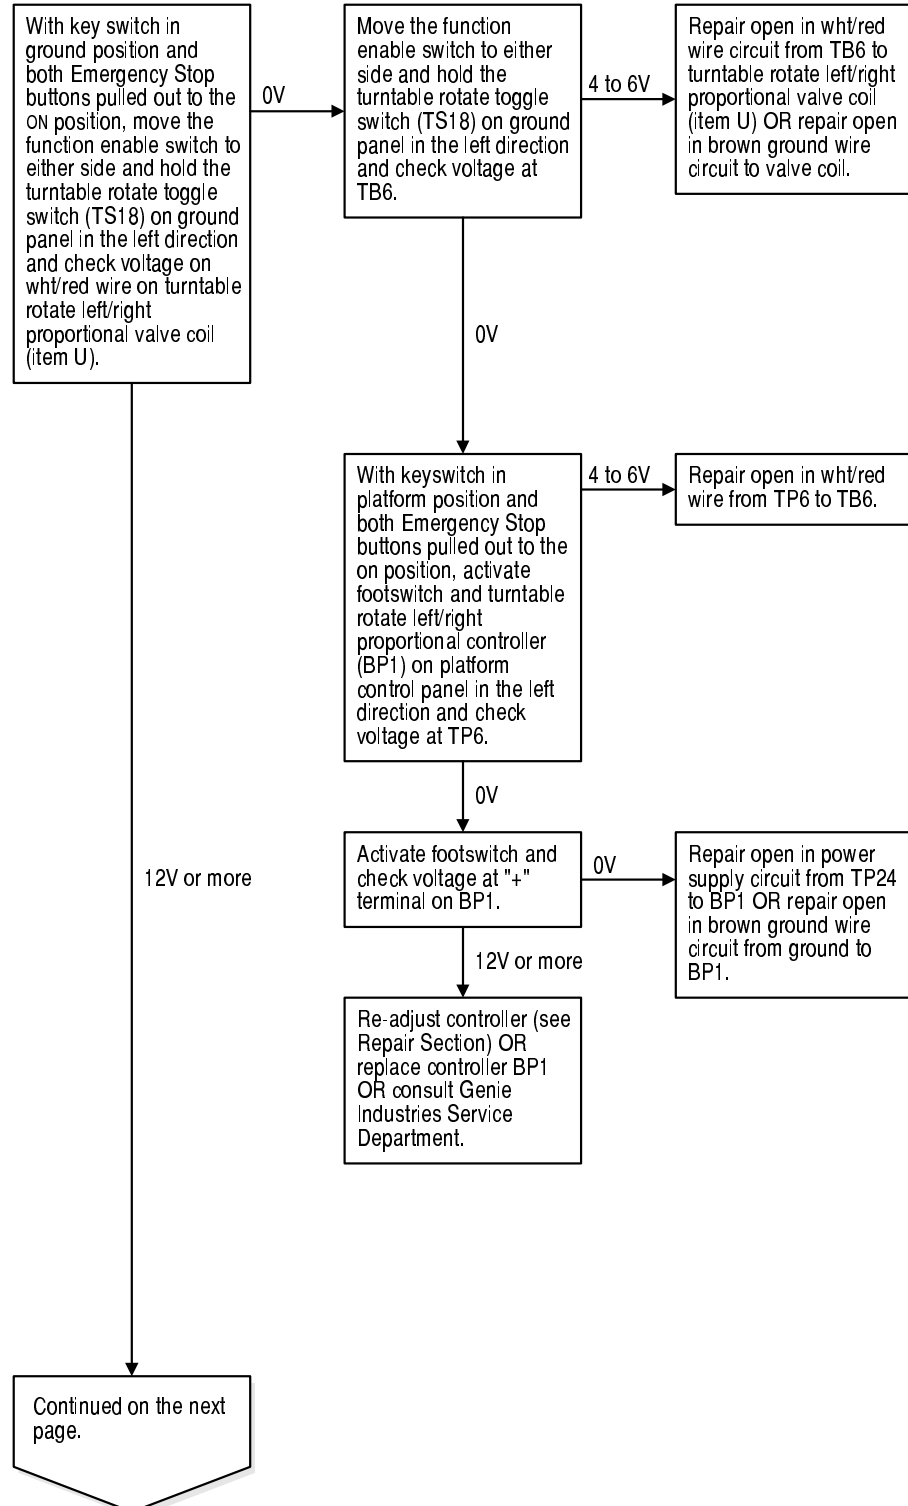 With key switch in
ground position and
both Emergency Stop
buttons pulled out to the
ON position, move the
function enable switch to
either side and hold the
turntable rotate toggle
switch (TS18) on ground
panel in the left direction
and check voltage on
wht/red wire on turntable
rotate left/right
proportional valve coil
(item U).
0V
Move the function
enable switch to either
side and hold the
turntable rotate toggle
switch (TS18) on ground
panel in the left direction
and check voltage at
TB6.
4 to 6V
Repair open in wht/red
wire circuit from TB6 to
turntable rotate left/right
proportional valve coil
(item U) OR repair open
in brown ground wire
circuit to valve coil.
0V
With keyswitch in
platform position and
both Emergency Stop
buttons pulled out to the
on position, activate
footswitch and turntable
rotate left/right
proportional controller
(BP1) on platform
control panel in the left
direction and check
voltage at TP6.
4 to 6V
Repair open in wht/red
wire from TP6 to TB6.
0V
12V or more
Activate footswitch and
check voltage at "+"
terminal on BP1.
0V
Repair open in power
supply circuit from TP24
to BP1 OR repair open
in brown ground wire
circuit from ground to
BP1.
12V or more
Re-adjust controller (see
Repair Section) OR
replace controller BP1
OR consult Genie
Industries Service
Department.
Continued on the next
page.